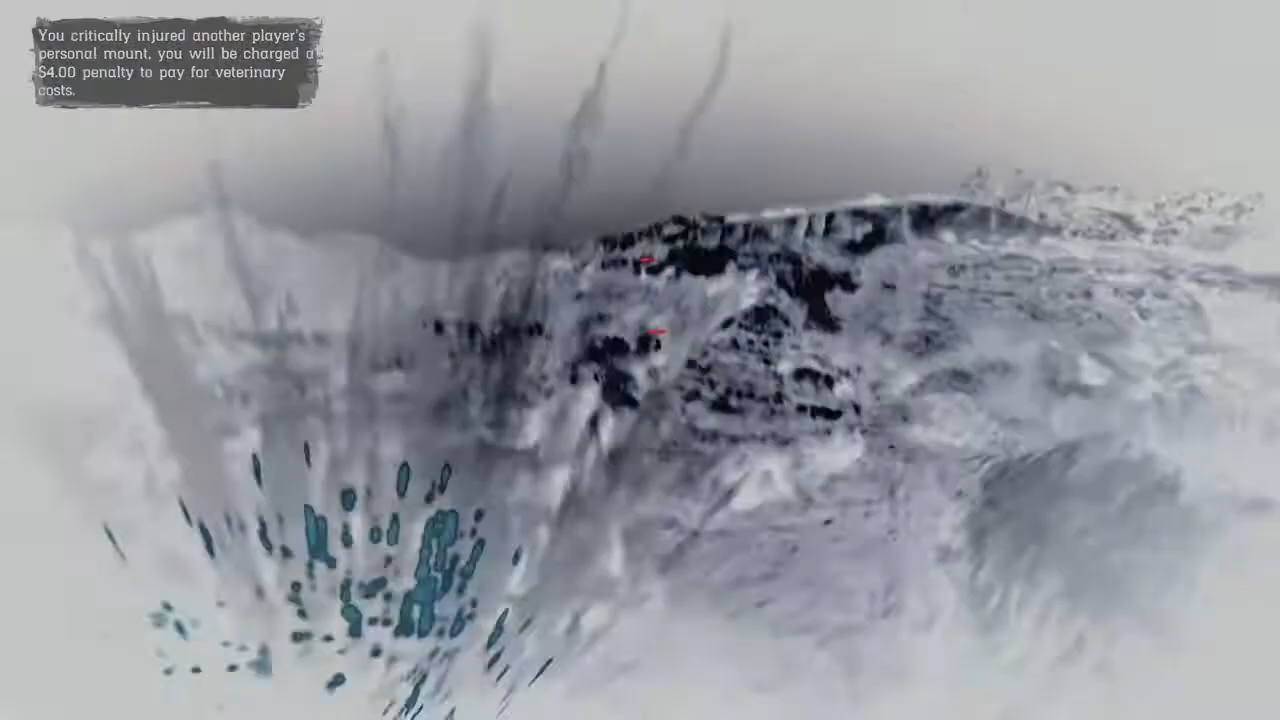 You critically injured another player's
personal mount, you will be charged a
$4.00 penalty to pay for veterinary
costs.